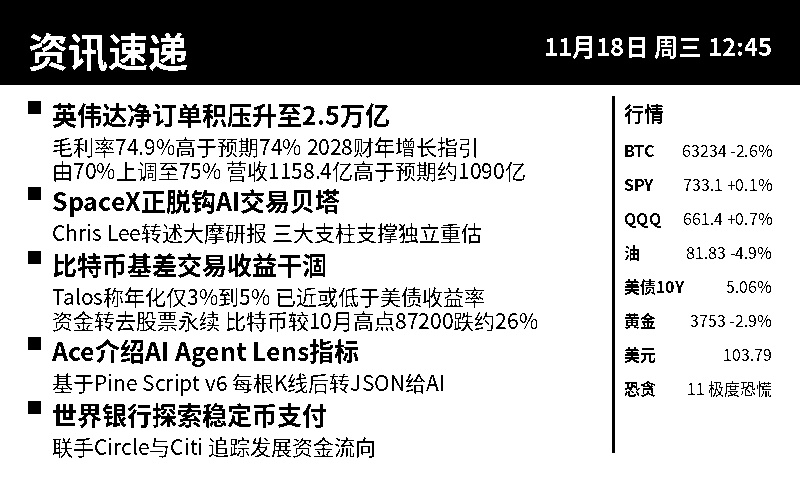 资讯速递
11月18日 周三 12:45
英伟达净订单积压升至2.5万亿
毛利率74.9%高于预期74% 2028财年增长指引
由70%上调至75% 营收1158.4亿高于预期约1090亿
SpaceX正脱钩AI交易贝塔
Chris Lee转述大摩研报 三大支柱支撑独立重估
比特币基差交易收益干涸
Talos称年化仅3%到5% 已近或低于美债收益率
资金转去股票永续 比特币较10月高点87200跌约26%
Ace介绍AI Agent Lens指标
基于Pine Script v6 每根K线后转JSON给AI
世界银行探索稳定币支付
联手Circle与Citi 追踪发展资金流向
行情
BTC 63234 -2.6%
SPY 733.1 +0.1%
QQQ 661.4 +0.7%
油 81.83 -4.9%
美债10Y 5.06%
黄金 3753 -2.9%
美元 103.79
恐贪 11 极度恐慌